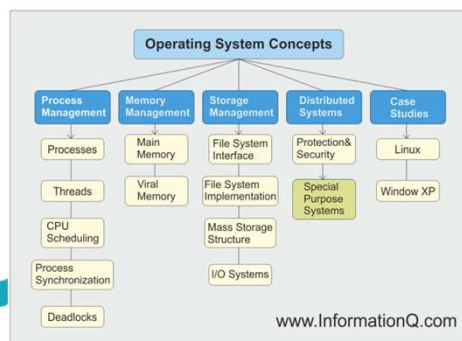 Operating System Concepts
Process
Management
Memory
Management
Storage
Management
Distributed
Systems
Case
Studies
Processes
Threads
CPU
Scheduling
Process
Synchronization
Deadlocks
Main
Memory
Viral
Memory
File System
Interface
File System
Implementation
Mass Storage
Structure
I/O Systems
Protection&
Security
Special
Purpose
Systems
Linux
Window XP
www.InformationQ.com